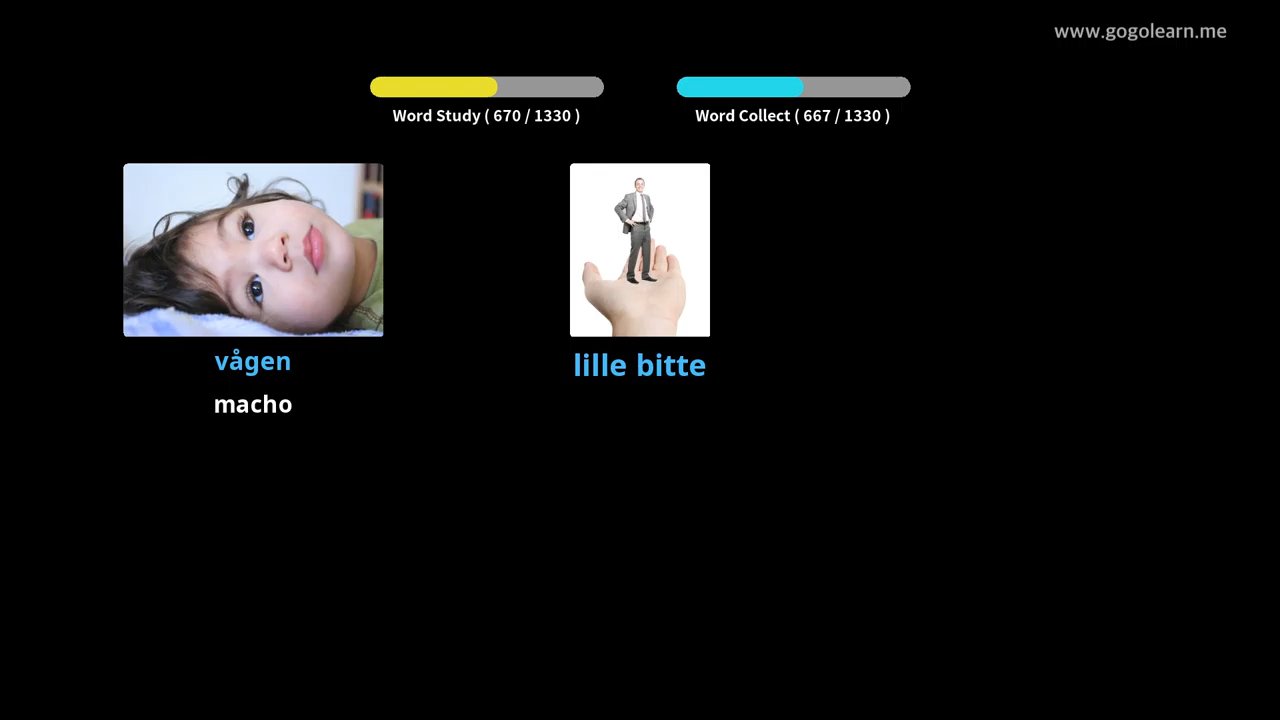 www.gogolearn.me
Word Study ( 670 / 1330 )
Word Collect ( 667 / 1330 )
vågen
macho
lille bitte